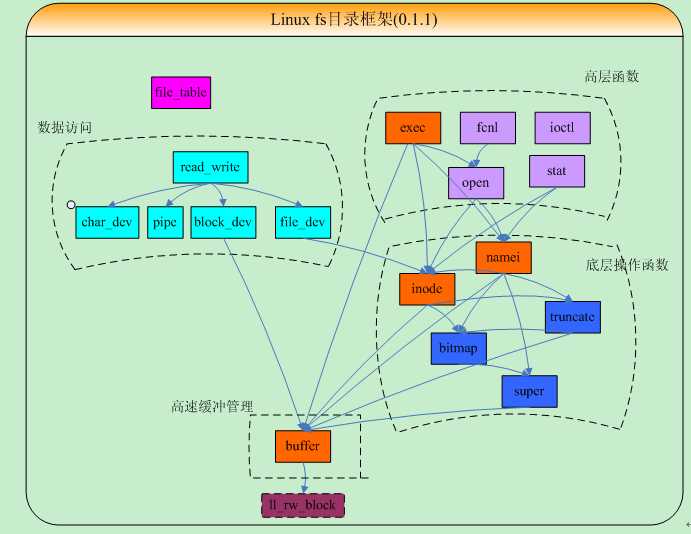 Linux fs目录框架(0.1.1)
file_table
高层函数
exec
fcnl
ioctl
数据访问
read_write
open
stat
char_dev
pipe
block_dev
file_dev
namei
底层操作函数
inode
truncate
bitmap
super
高速缓冲管理
buffer
ll_rw_block